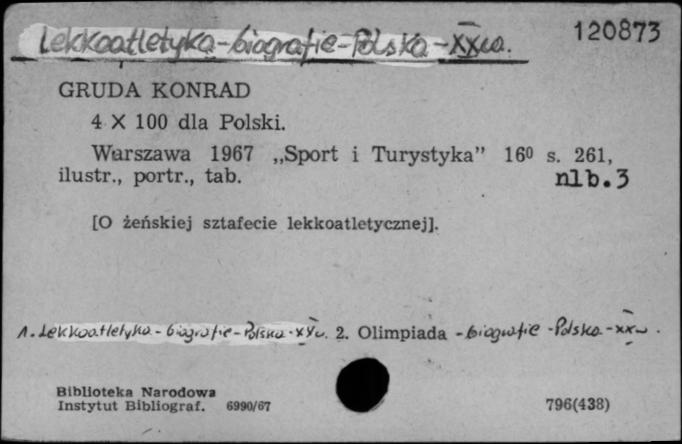 Lekkoatletyka-biografie-Polska-XXw. 120873
GRUDA KONRAD
4 X 100 dla Polski.
Warszawa 1967 „Sport i Turystyka” 16⁰ s. 261,
ilustr., portr., tab. nlb.3
[O żeńskiej sztafecie lekkoatletycznej].
1. Lekkoatletyka-biografie-Polska-XXw. 2. Olimpiada -biografie -Polska-XXw.
Biblioteka Narodowa
Instytut Bibliograf. 6990/67 796(438)